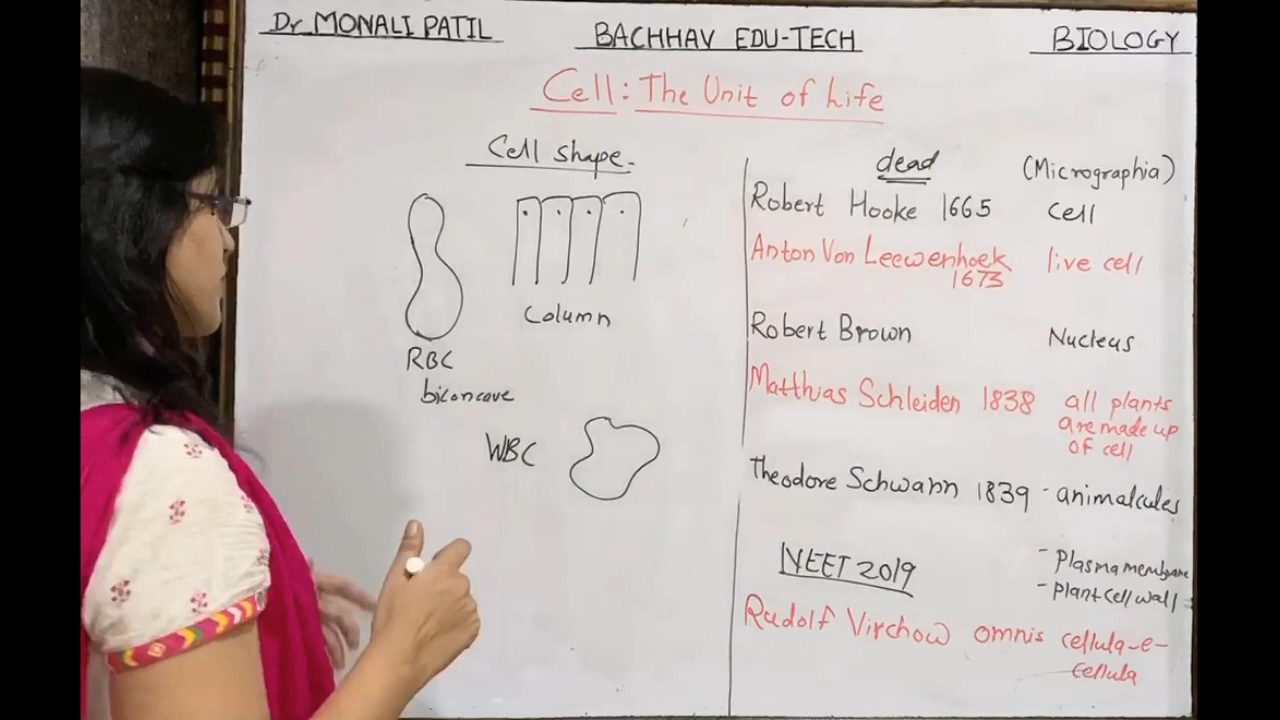 Dr. MONALI PATIL
BACHHAV EDU-TECH
BIOLOGY
Cell: The Unit of Life
Cell shape.
RBC
biconcave
Column
WBC
dead
(Micrographia)
Robert Hooke 1665 Cell
Anton Von Leewenhoek live cell
1673
Robert Brown Nucleus
Matthias Schleiden 1838 all plants
are made up
of cell
Theodore Schwann 1839 - animalcules
NEET 2019
- Plasma membrane
- Plant cell wall =
Rudolf Virchow omnis cellula-e-
cellula